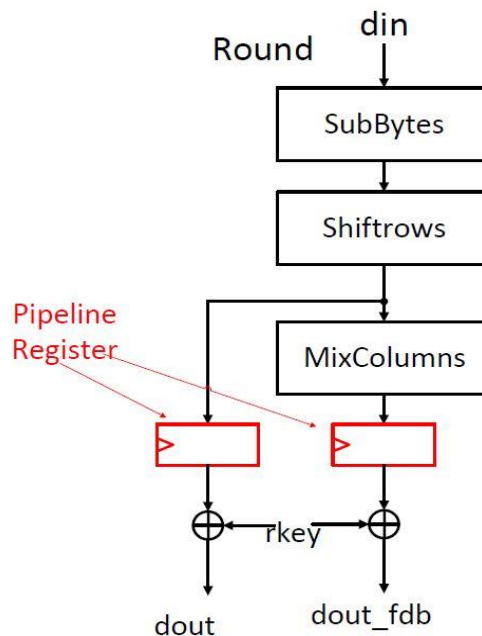 din
Round
SubBytes
Shiftrows
Pipeline
Register
MixColumns
rkey
dout
dout_fdb